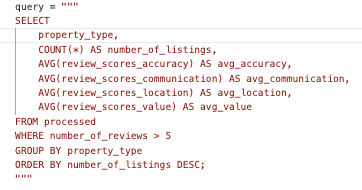 query = """
SELECT
    property_type,
    COUNT(*) AS number_of_listings,
    AVG(review_scores_accuracy) AS avg_accuracy,
    AVG(review_scores_communication) AS avg_communication,
    AVG(review_scores_location) AS avg_location,
    AVG(review_scores_value) AS avg_value
FROM processed
WHERE number_of_reviews > 5
GROUP BY property_type
ORDER BY number_of_listings DESC;
"""